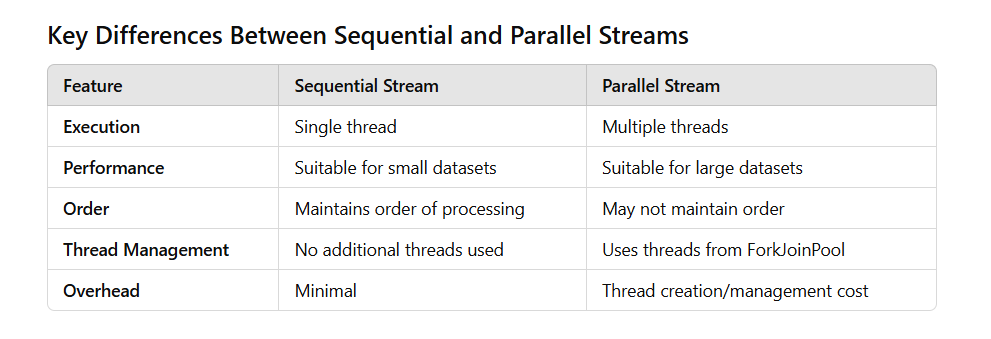 Key Differences Between Sequential and Parallel Streams
Feature Sequential Stream Parallel Stream
Execution Single thread Multiple threads
Performance Suitable for small datasets Suitable for large datasets
Order Maintains order of processing May not maintain order
Thread Management No additional threads used Uses threads from ForkJoinPool
Overhead Minimal Thread creation/management cost